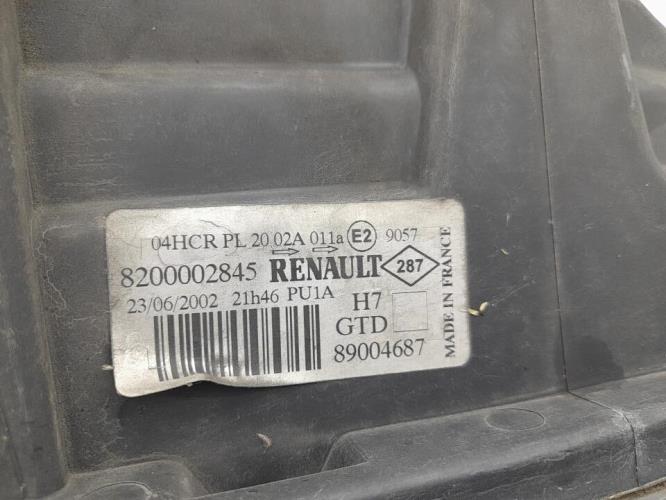 04HCR PL 20 02A 011a E2 9057
8200002845 RENAULT 287
23/06/2002 21h46 PU1A H7
GTD
89004687
MADE IN FRANCE